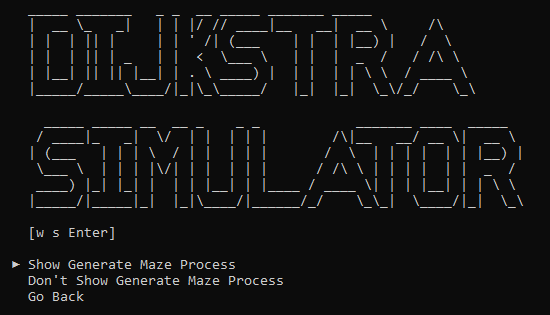 DIJKSTRA
SIMULATOR
[w s Enter]
► Show Generate Maze Process
Don't Show Generate Maze Process
Go Back